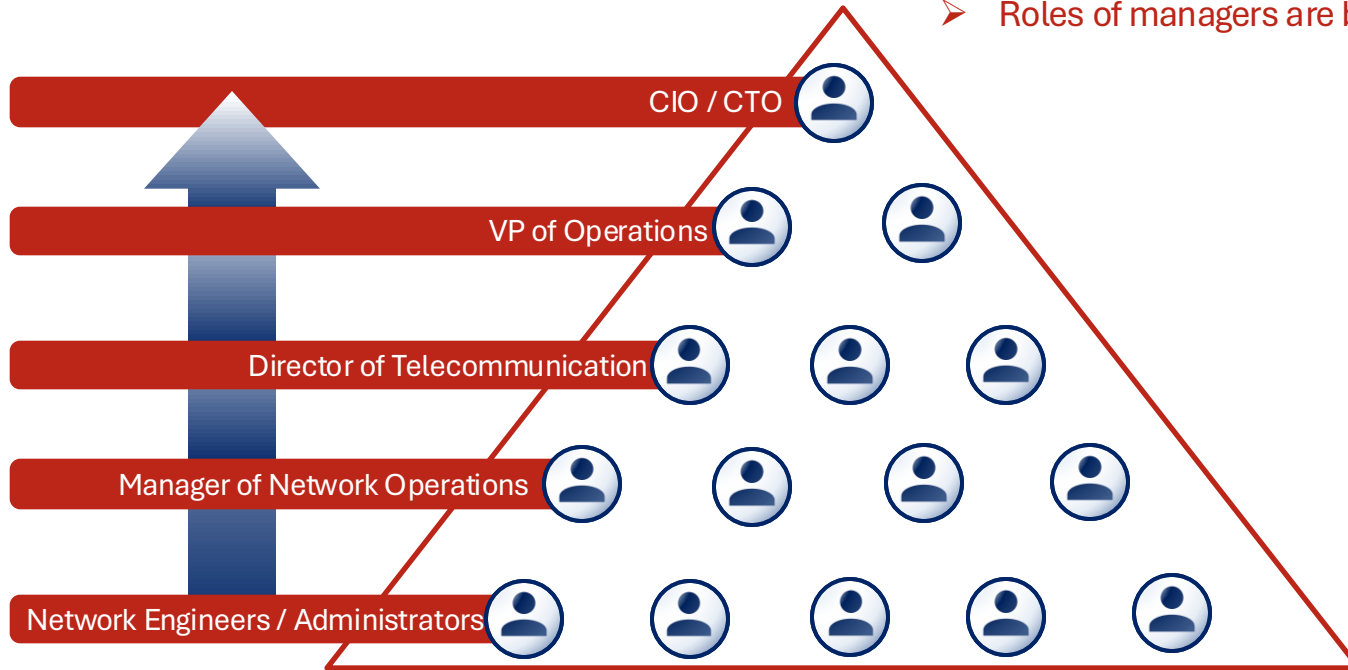 ➢ Roles of managers are
CIO / CTO
VP of Operations
Director of Telecommunication
Manager of Network Operations
Network Engineers / Administrators